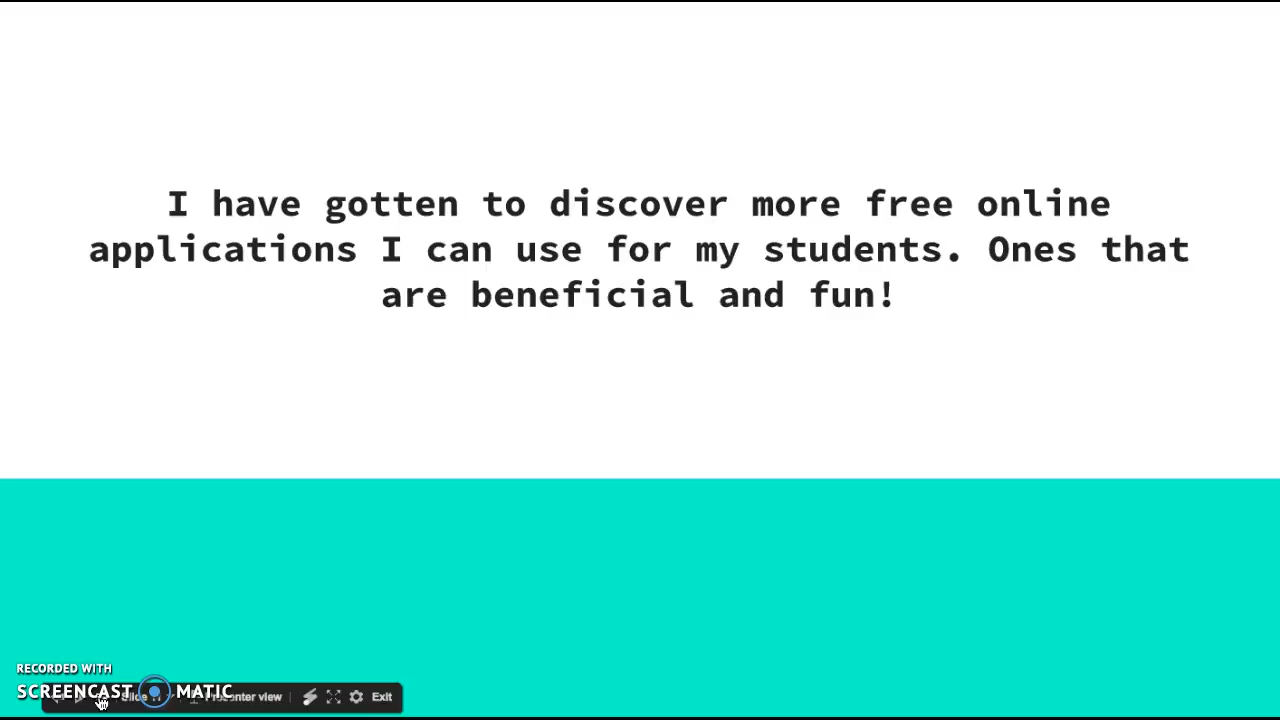 I have gotten to discover more free online
applications I can use for my students. Ones that
are beneficial and fun!
RECORDED WITH
SCREENCAST MATIC
Exit